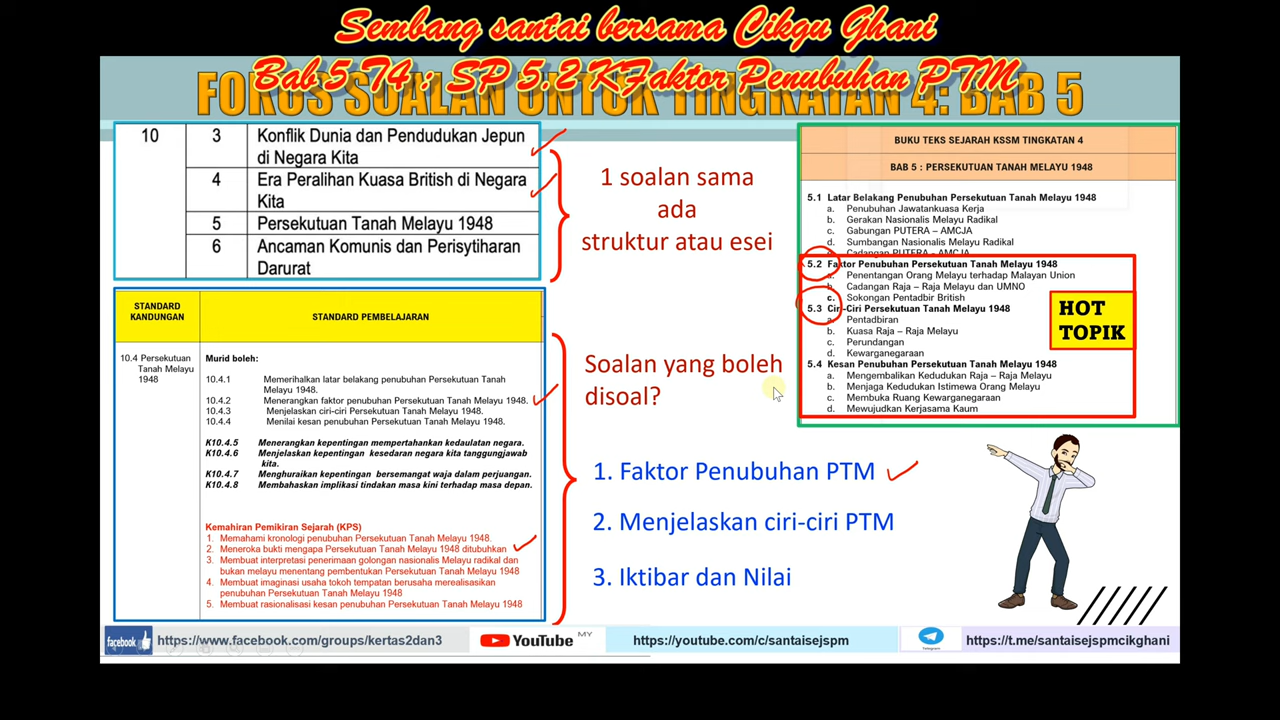 Sembang santai bersama Cikgu Ghani
Bab 5 T4 : SP 5.2 K Faktor Penubuhan PTM
FOKUS SOALAN UNTUK TINGKATAN 4: BAB 5
10
3 Konflik Dunia dan Pendudukan Jepun
di Negara Kita
4 Era Peralihan Kuasa British di Negara
Kita
5 Persekutuan Tanah Melayu 1948
6 Ancaman Komunis dan Perisytiharan
Darurat
1 soalan sama
ada
struktur atau esei
STANDARD
KANDUNGAN
STANDARD PEMBELAJARAN
10.4 Persekutuan
Tanah Melayu
1948
Murid boleh:
10.4.1 Memerihalkan latar belakang penubuhan Persekutuan Tanah
Melayu 1948.
10.4.2 Menerangkan faktor penubuhan Persekutuan Tanah Melayu 1948.
10.4.3 Menjelaskan ciri-ciri Persekutuan Tanah Melayu 1948.
10.4.4 Menilai kesan penubuhan Persekutuan Tanah Melayu 1948.
K10.4.5 Menerangkan kepentingan mempertahankan kedaulatan negara.
K10.4.6 Menjelaskan kepentingan kesedaran negara kita tanggungjawab
kita.
K10.4.7 Menghuraikan kepentingan bersemangat waja dalam perjuangan.
K10.4.8 Membahaskan implikasi tindakan masa kini terhadap masa depan.
Kemahiran Pemikiran Sejarah (KPS)
1. Memahami kronologi penubuhan Persekutuan Tanah Melayu 1948.
2. Meneroka bukti mengapa Persekutuan Tanah Melayu 1948 ditubuhkan
3. Membuat interpretasi penerimaan golongan nasionalis Melayu radikal dan
bukan melayu menentang pembentukan Persekutuan Tanah Melayu 1948
4. Membuat imaginasi usaha tokoh tempatan berusaha merealisasikan
penubuhan Persekutuan Tanah Melayu 1948
5. Membuat rasionalisasi kesan penubuhan Persekutuan Tanah Melayu 1948
Soalan yang boleh
disoal?
1. Faktor Penubuhan PTM
2. Menjelaskan ciri-ciri PTM
3. Iktibar dan Nilai
BUKU TEKS SEJARAH KSSM TINGKATAN 4
BAB 5 : PERSEKUTUAN TANAH MELAYU 1948
5.1 Latar Belakang Penubuhan Persekutuan Tanah Melayu 1948
a. Penubuhan Jawatankuasa Kerja
b. Gerakan Nasionalis Melayu Radikal
c. Gabungan PUTERA – AMCJA
d. Sumbangan Nasionalis Melayu Radikal
e. Cadangan PUTERA - AMCJA
5.2 Faktor Penubuhan Persekutuan Tanah Melayu 1948
a. Penentangan Orang Melayu terhadap Malayan Union
b. Cadangan Raja – Raja Melayu dan UMNO
c. Sokongan Pentadbir British
5.3 Ciri-Ciri Persekutuan Tanah Melayu 1948
a. Pentadbiran
b. Kuasa Raja – Raja Melayu
c. Perundangan
d. Kewarganegaraan
5.4 Kesan Penubuhan Persekutuan Tanah Melayu 1948
a. Mengembalikan Kedudukan Raja - Raja Melayu
b. Menjaga Kedudukan Istimewa Orang Melayu
c. Membuka Ruang Kewarganegaraan
d. Mewujudkan Kerjasama Kaum
HOT
TOPIK
facebook
https://www.facebook.com/groups/kertas2dan3
YouTube MY
https://youtube.com/c/santaisejspm
Telegram
https://t.me/santaisejspmcikghani